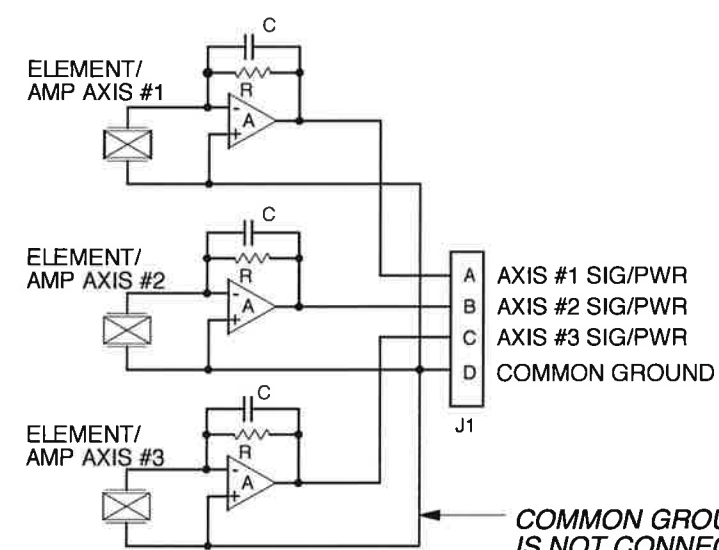 C
ELEMENT/
AMP AXIS #1
R
-
A
+
C
ELEMENT/
AMP AXIS #2
R
-
A
+
A AXIS #1 SIG/PWR
B AXIS #2 SIG/PWR
C AXIS #3 SIG/PWR
D COMMON GROUND
J1
C
ELEMENT/
AMP AXIS #3
R
-
A
+
COMMON GROU
IS NOT CONNEC